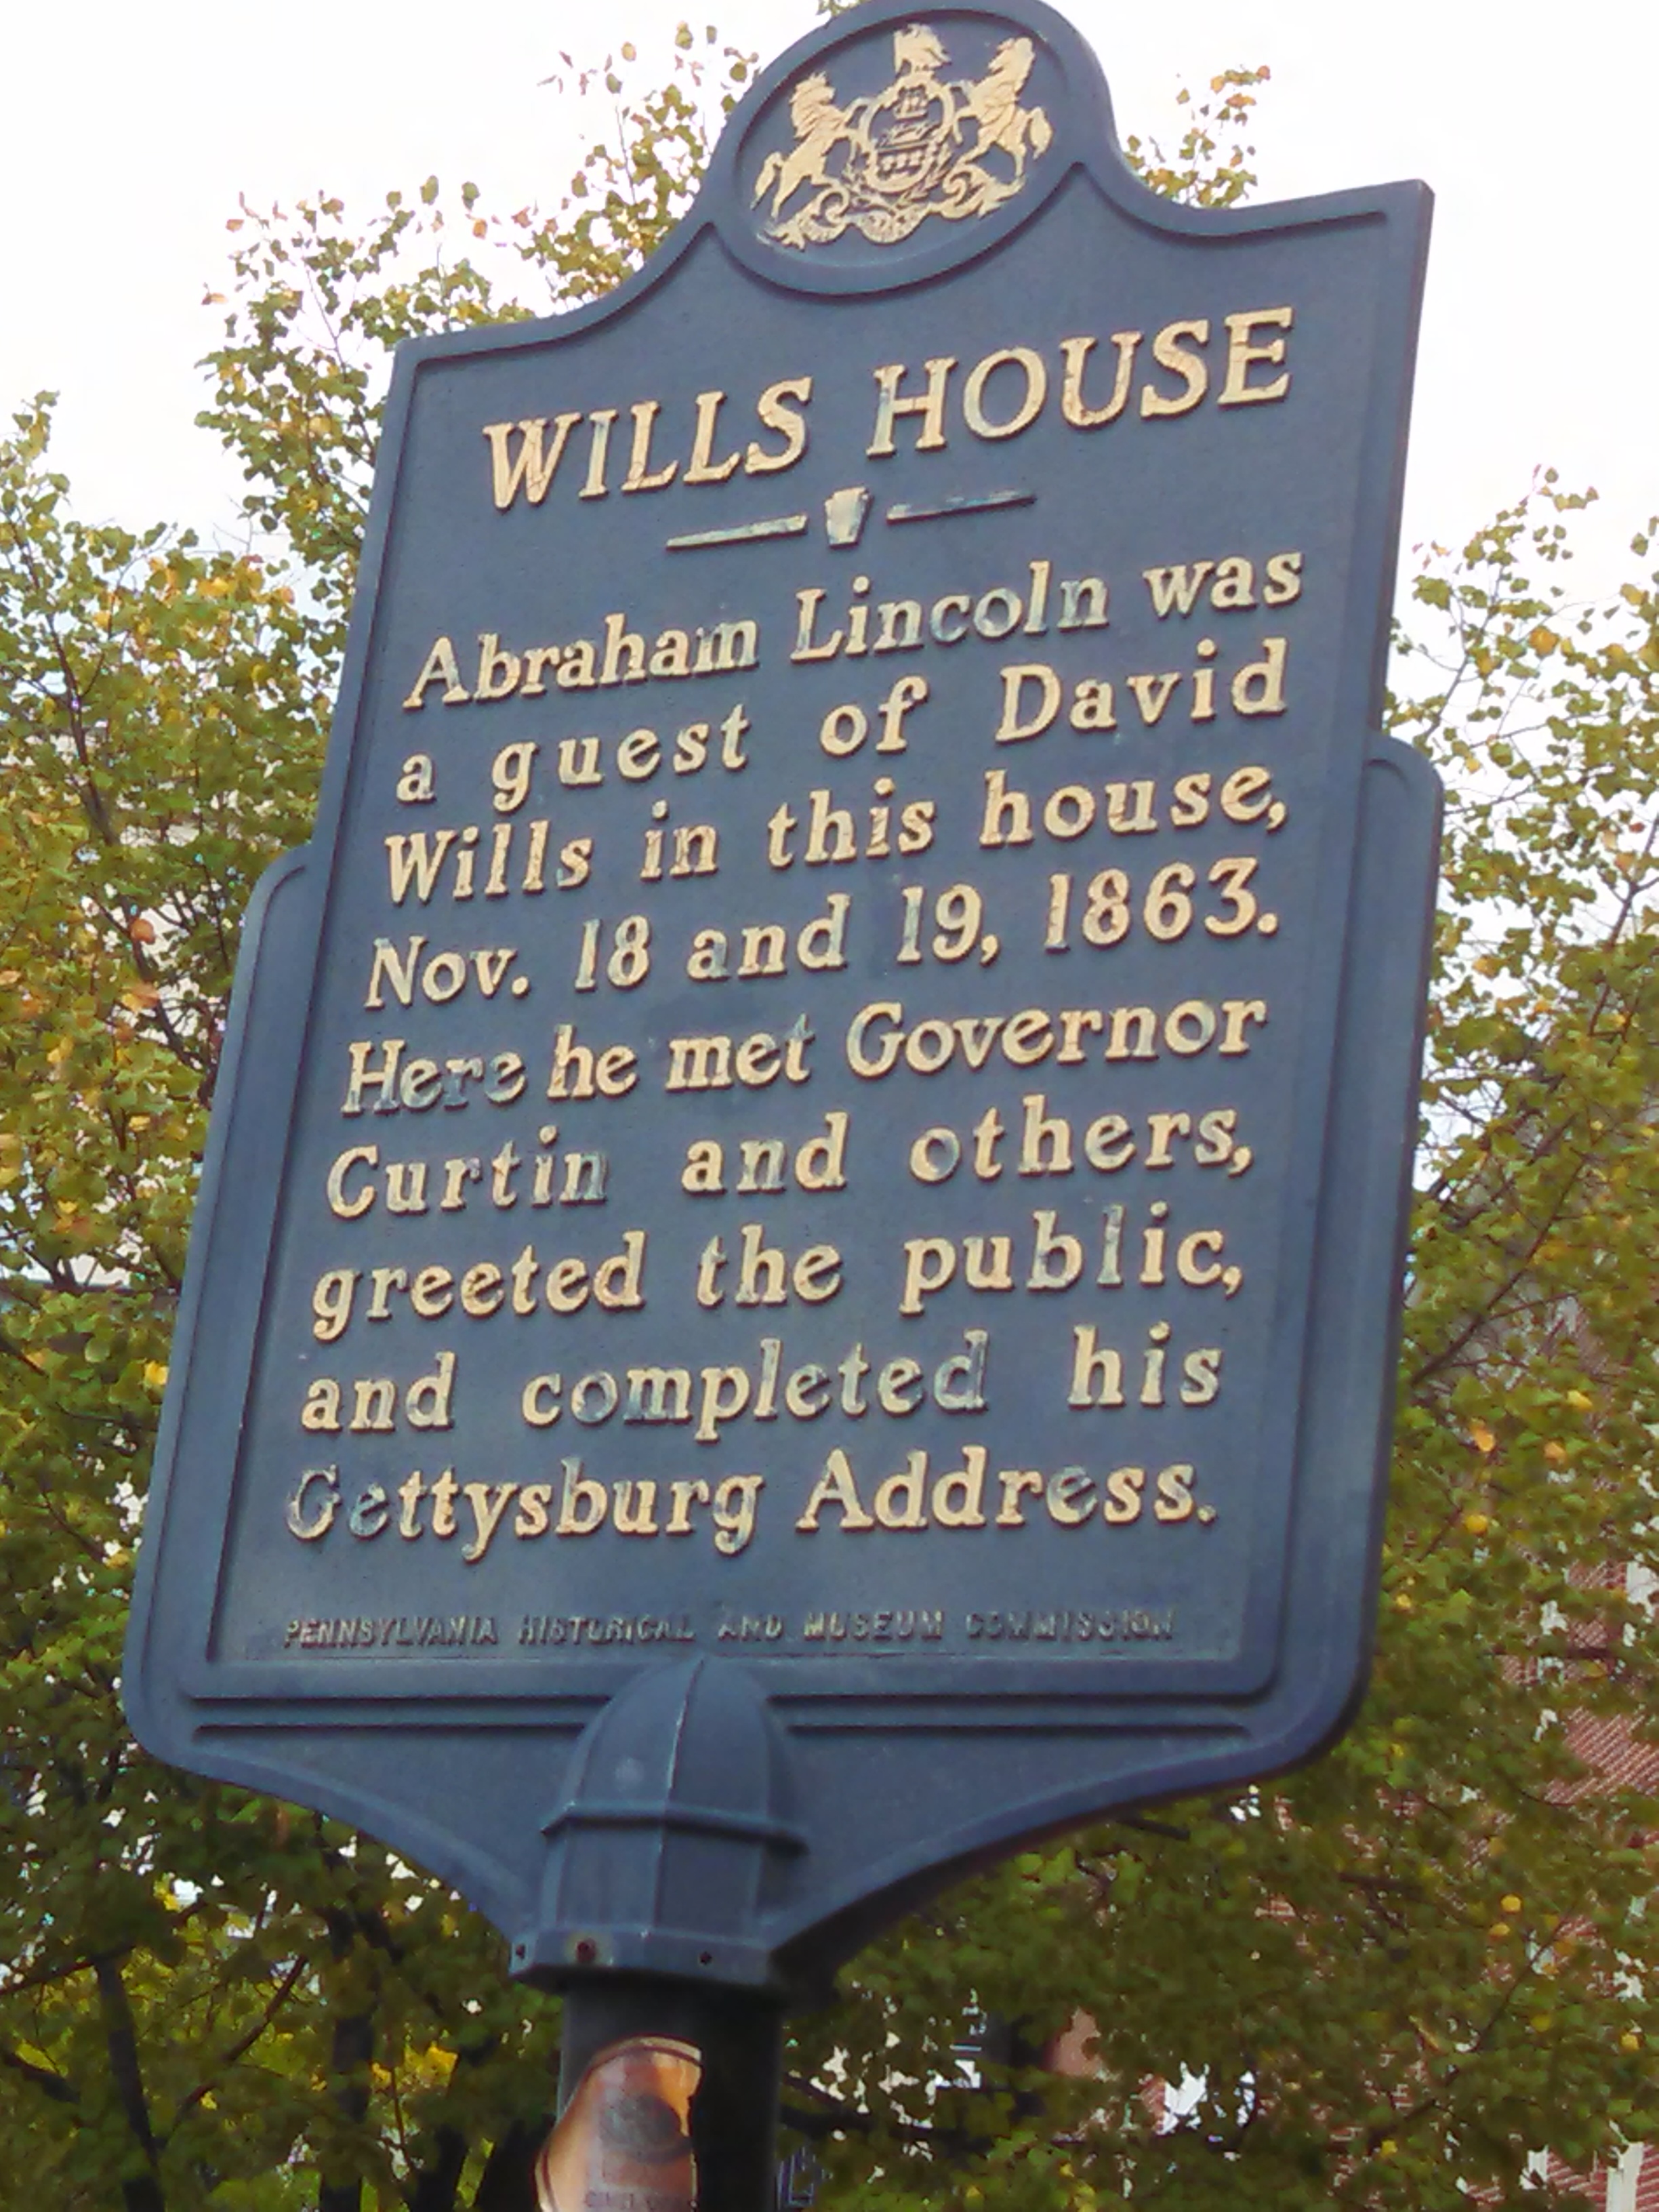 WILLS HOUSE
Abraham Lincoln was
a guest of David
Wills in this house,
Nov. 18 and 19, 1863.
Here he met Governor
Curtin and others,
greeted the public,
and completed his
Gettysburg Address.
PENNSYLVANIA HISTORICAL AND MUSEUM COMMISSION
CIVIL